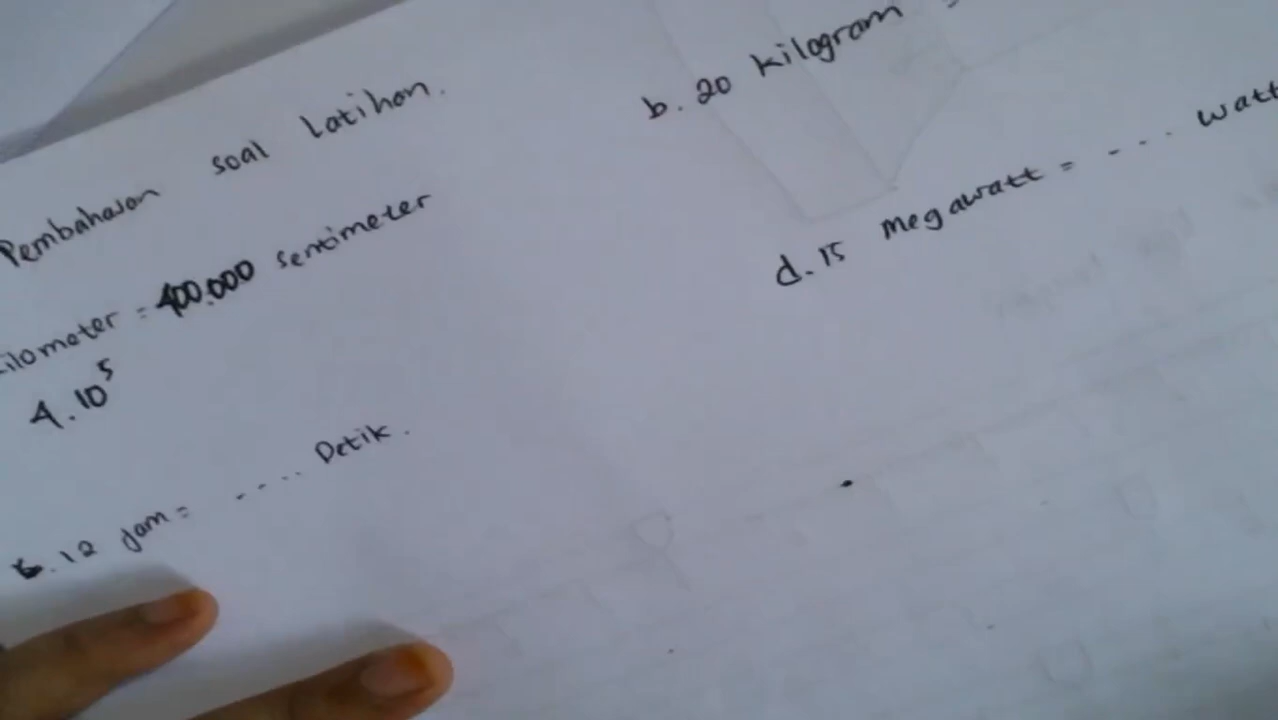 Pembahasan soal Latihan.
ilometer = 400.000 sentimeter
4.10⁵
b. 20 kilogram
12 jam = .... Detik.
d. 15 Megawatt = .... watt